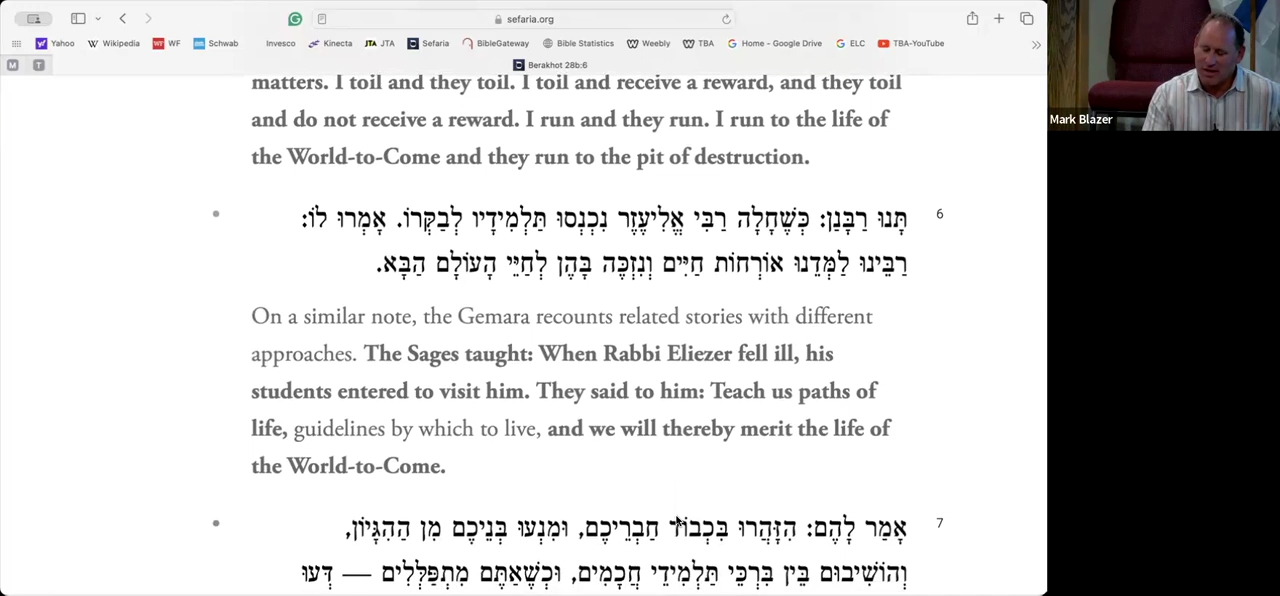 sefaria.org
Yahoo Wikipedia WF Schwab Invesco Kinecta JTA Sefaria BibleGateway Bible Statistics Weebly TBA Home - Google Drive ELC TBA-YouTube
M T Berakhot 28b:6
Mark Blazer
matters. I toil and they toil. I toil and receive a reward, and they toil
and do not receive a reward. I run and they run. I run to the life of
the World-to-Come and they run to the pit of destruction.
תָּנוּ רַבָּנַן: כְּשֶׁחָלָה רַבִּי אֱלִיעֶזֶר נִכְנְסוּ תַּלְמִידָיו לְבַקְּרוֹ. אָמְרוּ לוֹ: 6
רַבֵּינוּ לַמְּדֵנוּ אוֹרְחוֹת חַיִּים וְנִזְכֶּה בָּהֶן לְחַיֵּי הָעוֹלָם הַבָּא.
On a similar note, the Gemara recounts related stories with different
approaches. The Sages taught: When Rabbi Eliezer fell ill, his
students entered to visit him. They said to him: Teach us paths of
life, guidelines by which to live, and we will thereby merit the life of
the World-to-Come.
אָמַר לָהֶם: הִזָּהֲרוּ בִּכְבוֹד חַבְרֵיכֶם, וּמִנְעוּ בְּנֵיכֶם מִן הַהִגָּיוֹן, 7
וְהוֹשִׁיבוּם בֵּין בִּרְכֵּי תַּלְמִידֵי חֲכָמִים, וּכְשֶׁאַתֶּם מִתְפַּלְּלִים — דְּעוּ